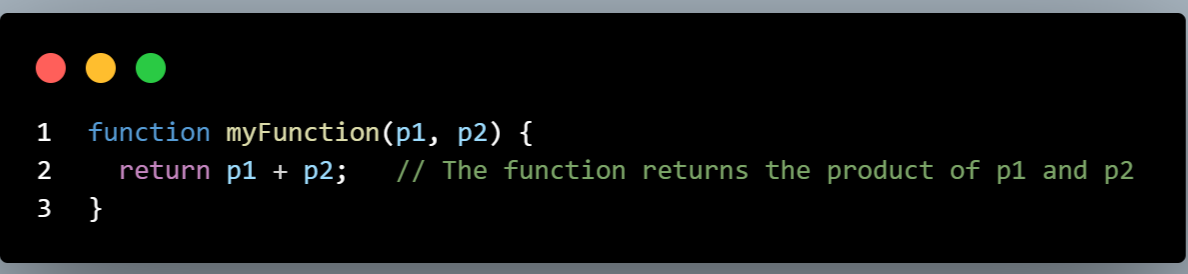 1 function myFunction(p1, p2) {
2   return p1 + p2;   // The function returns the product of p1 and p2
3 }